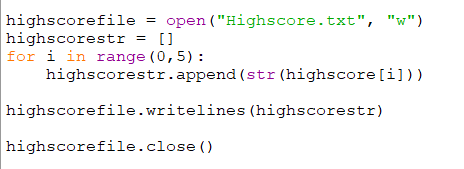 highscorefile = open("Highscore.txt", "w")
highscorestr = []
for i in range(0,5):
    highscorestr.append(str(highscore[i]))
highscorefile.writelines(highscorestr)
highscorefile.close()